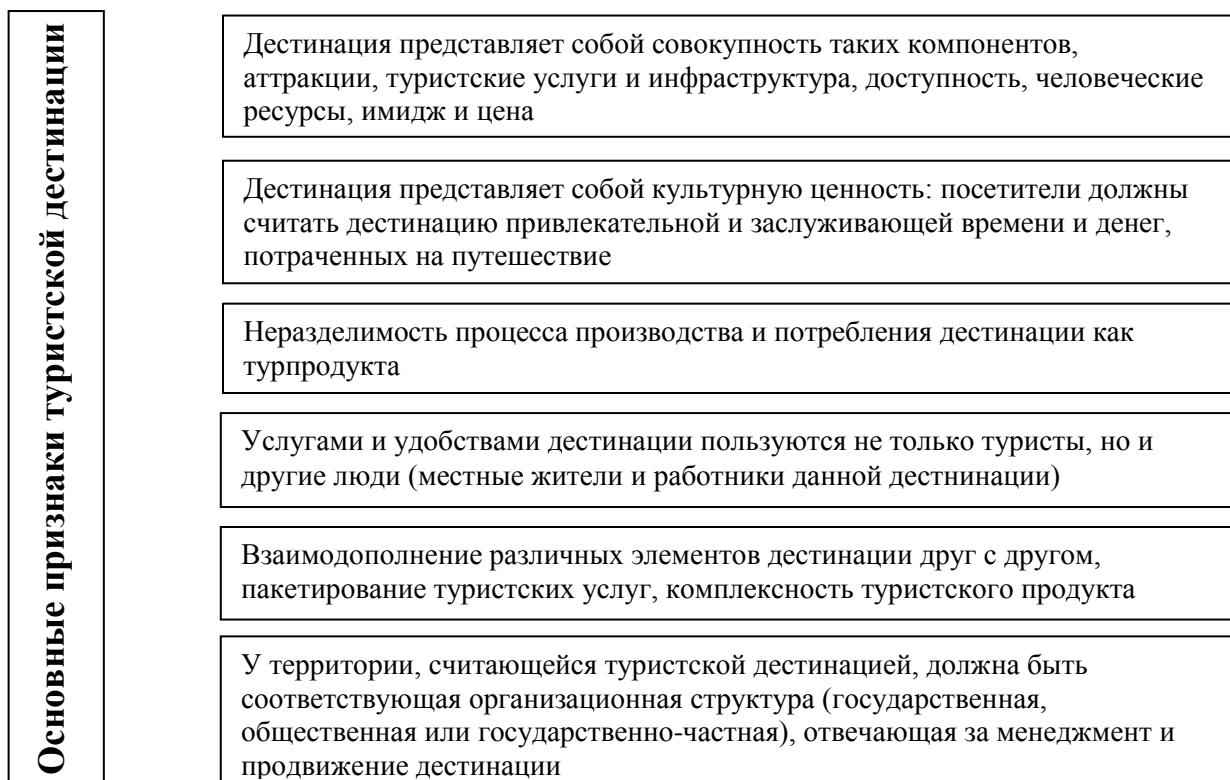 Основные признаки туристской дестинации
Дестинация представляет собой совокупность таких компонентов,
аттракции, туристские услуги и инфраструктура, доступность, человеческие
ресурсы, имидж и цена
Дестинация представляет собой культурную ценность: посетители должны
считать дестинацию привлекательной и заслуживающей времени и денег,
потраченных на путешествие
Неразделимость процесса производства и потребления дестинации как
турпродукта
Услугами и удобствами дестинации пользуются не только туристы, но и
другие люди (местные жители и работники данной дестнинации)
Взаимодополнение различных элементов дестинации друг с другом,
пакетирование туристских услуг, комплексность туристского продукта
У территории, считающейся туристской дестинацией, должна быть
соответствующая организационная структура (государственная,
общественная или государственно-частная), отвечающая за менеджмент и
продвижение дестинации